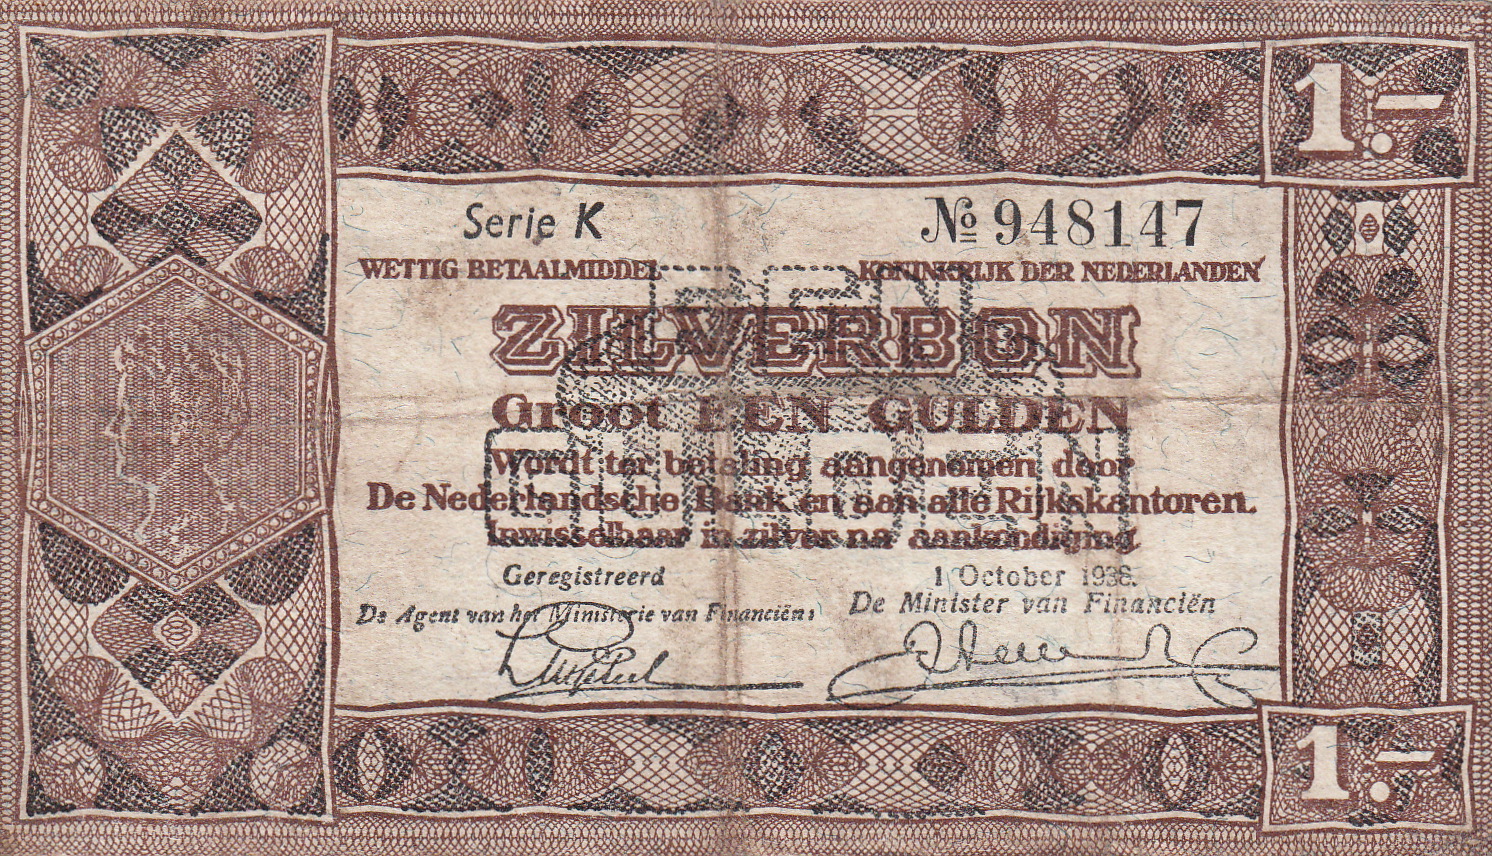 1.-
Serie K № 948147
WETTIG BETAALMIDDEL KONINKRIJK DER NEDERLANDEN
ZILVERBON
Groot EEN GULDEN
EEN
GULDEN
Wordt ter betaling aangenomen door
De Nederlandsche Bank en aan alle Rijkskantoren.
Inwisselbaar in zilver na aankondiging
Geregistreerd 1 October 1938.
De Agent van het Ministerie van Financiën: De Minister van Financiën
1.-